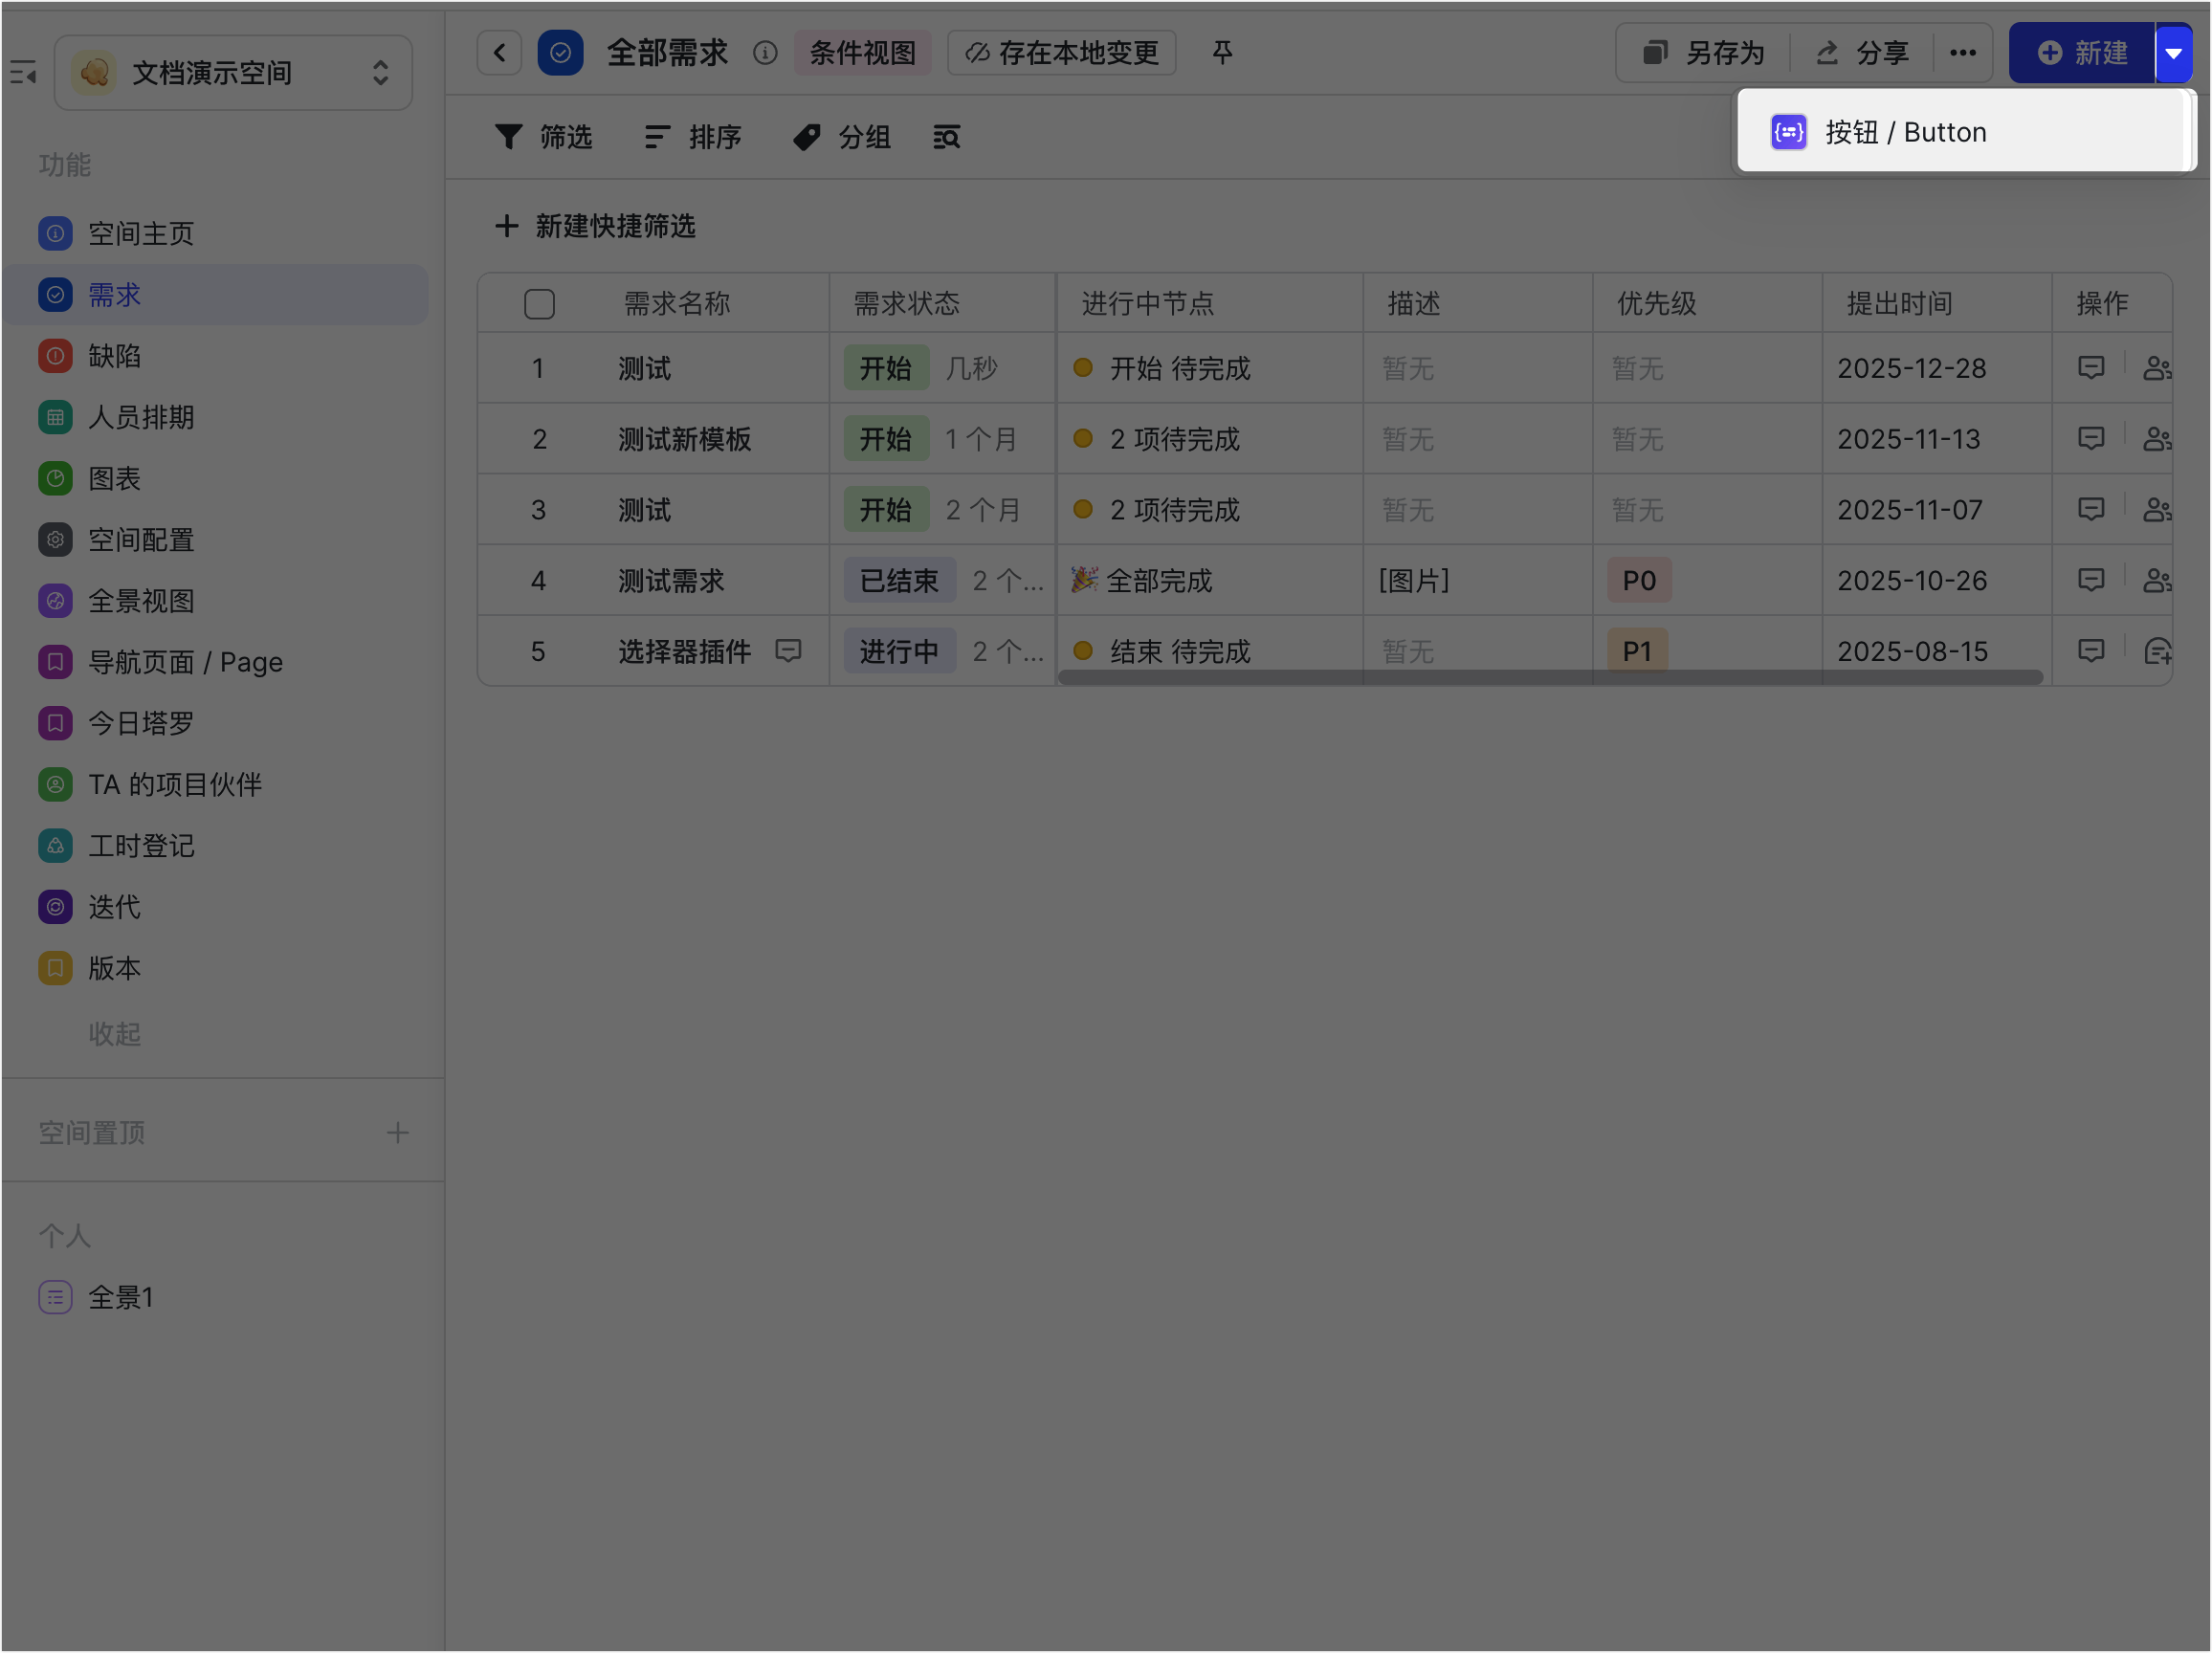 文档演示空间
全部需求 条件视图 存在本地变更 另存为 分享 新建
按钮 / Button
筛选 排序 分组
新建快捷筛选
功能
空间主页
需求
缺陷
人员排期
图表
空间配置
全景视图
导航页面 / Page
今日塔罗
TA 的项目伙伴
工时登记
迭代
版本
收起
空间置顶
个人
全景1
需求名称 需求状态 进行中节点 描述 优先级 提出时间 操作
1 测试 开始 几秒 开始 待完成 暂无 暂无 2025-12-28
2 测试新模板 开始 1 个月 2 项待完成 暂无 暂无 2025-11-13
3 测试 开始 2 个月 2 项待完成 暂无 暂无 2025-11-07
4 测试需求 已结束 2 个... 全部完成 [图片] P0 2025-10-26
5 选择器插件 进行中 2 个... 结束 待完成 暂无 P1 2025-08-15